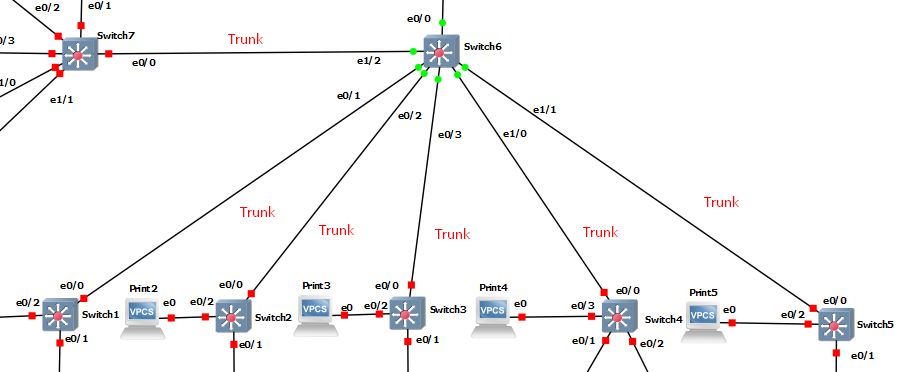 e0/2
e0/1
e0/0
Switch7
Trunk
Switch6
0/3
e0/0
e1/2
1/0
e1/1
e0/1
e0/2
e0/3
e1/0
e1/1
Trunk
Trunk
Trunk
Trunk
Trunk
e0/0
e0/2
Switch1
e0/1
Print2
VPCS
e0
e0/0
e0/2
Switch2
e0/1
Print3
VPCS
e0
e0/0
e0/2
Switch3
e0/1
Print4
VPCS
e0
e0/0
e0/3
Switch4
e0/1
e0/2
Print5
VPCS
e0
e0/0
e0/2
Switch5
e0/1